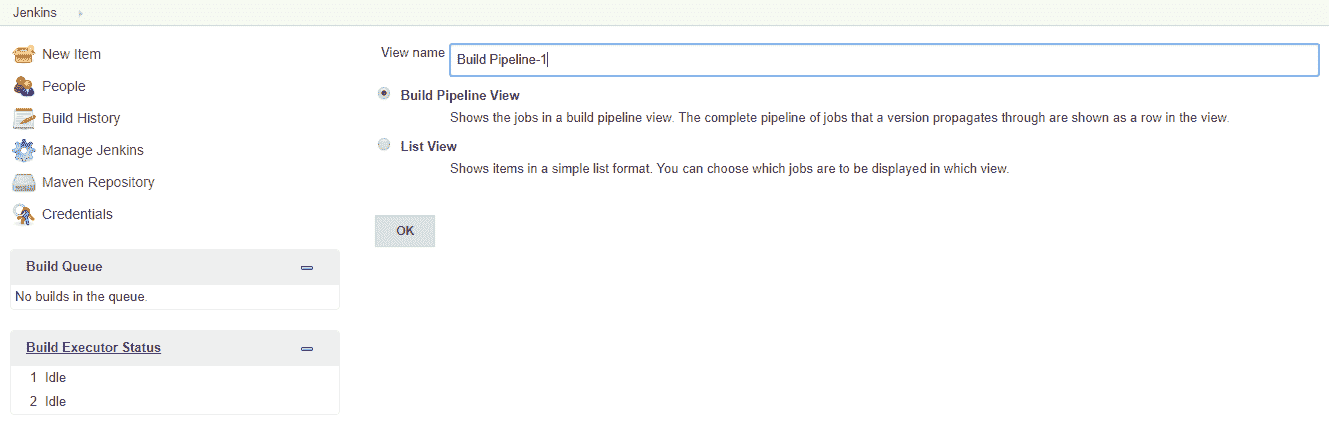 Jenkins
New Item
People
Build History
Manage Jenkins
Maven Repository
Credentials
Build Queue
No builds in the queue.
Build Executor Status
1 Idle
2 Idle
View name Build Pipeline-1
Build Pipeline View
Shows the jobs in a build pipeline view. The complete pipeline of jobs that a version propagates through are shown as a row in the view.
List View
Shows items in a simple list format. You can choose which jobs are to be displayed in which view.
OK